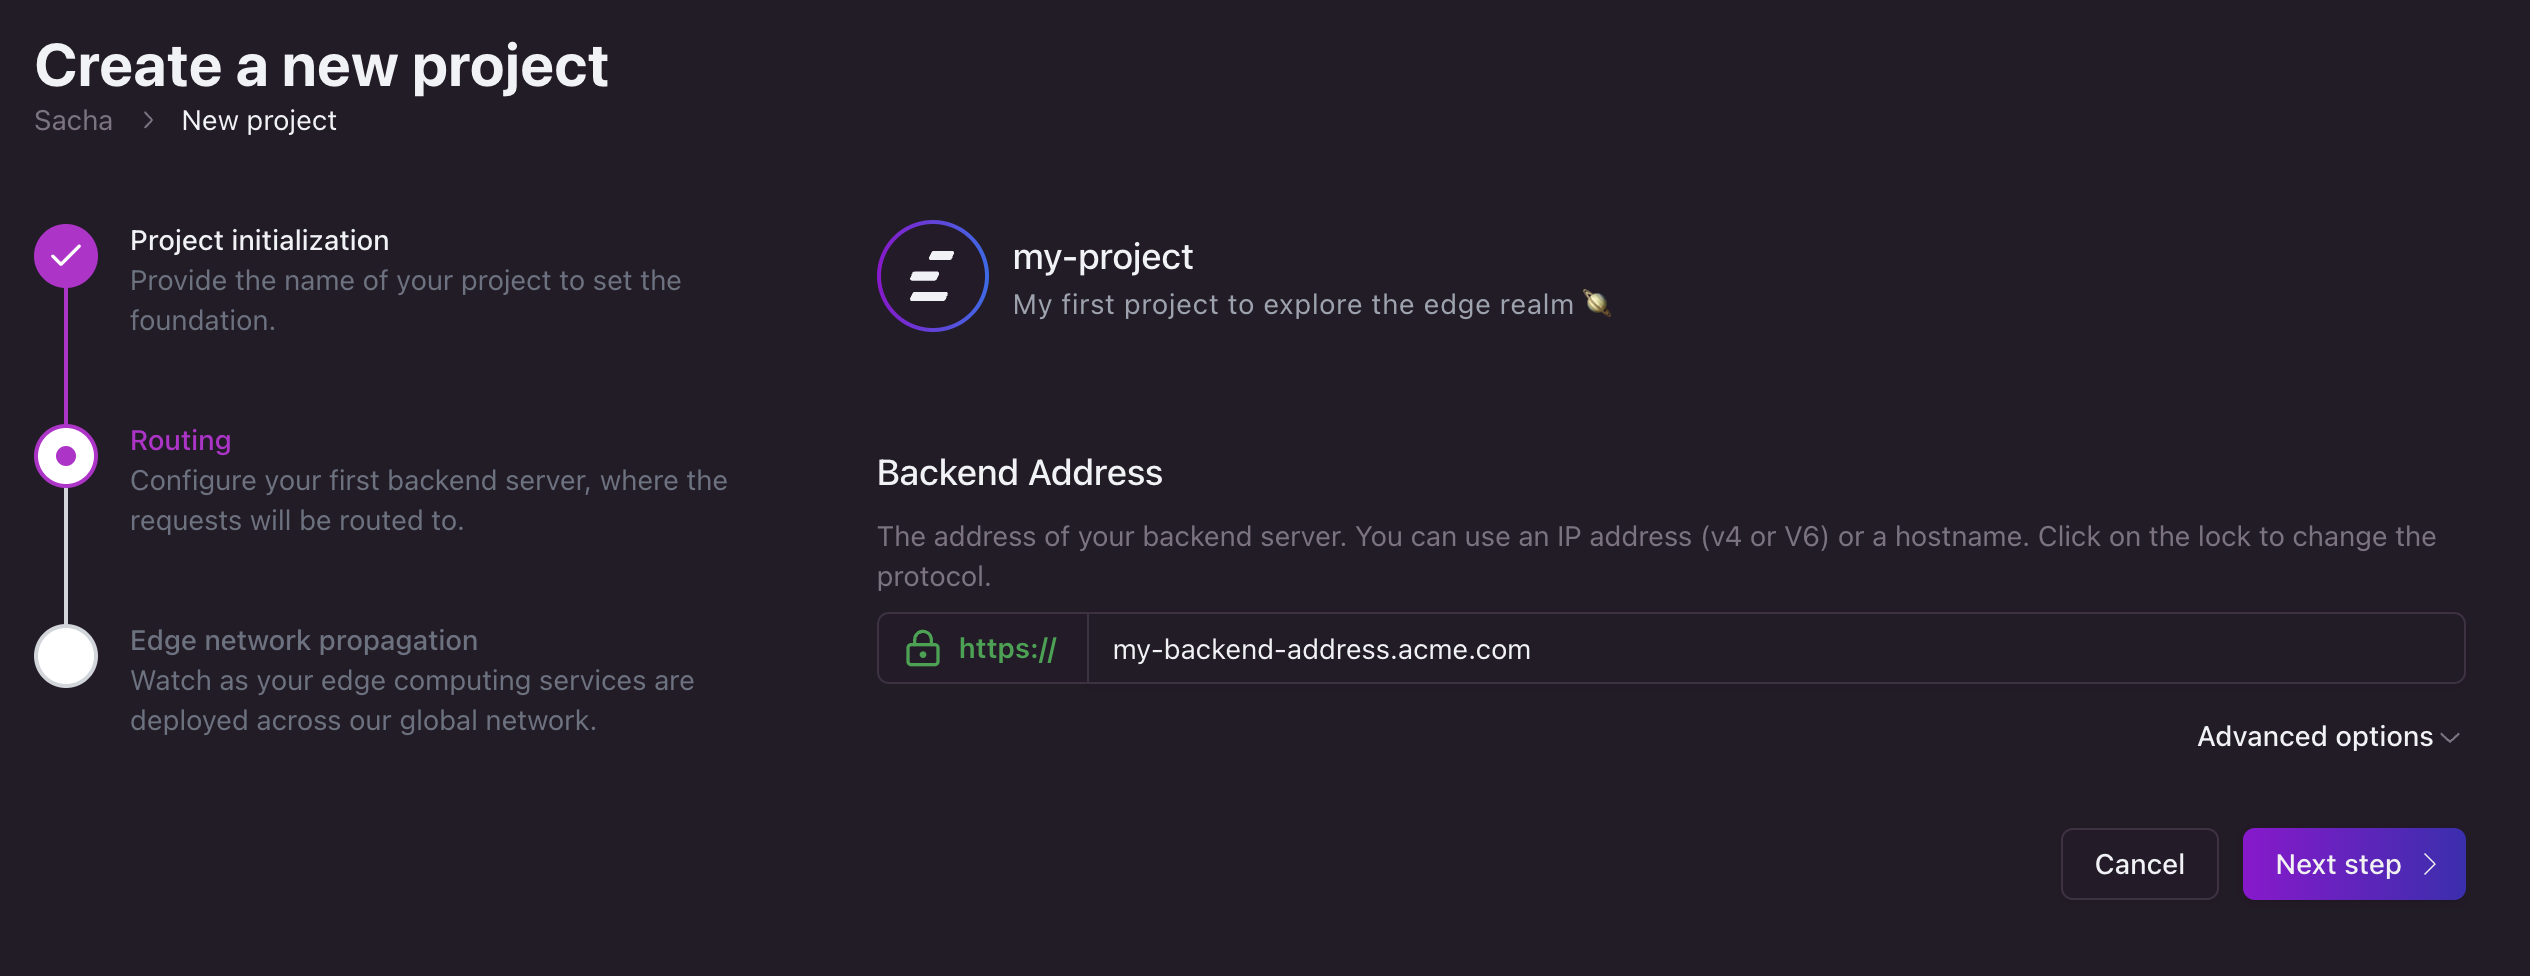 Create a new project
Sacha > New project
Project initialization
Provide the name of your project to set the
foundation.
Routing
Configure your first backend server, where the
requests will be routed to.
Edge network propagation
Watch as your edge computing services are
deployed across our global network.
my-project
My first project to explore the edge realm 🪐
Backend Address
The address of your backend server. You can use an IP address (v4 or V6) or a hostname. Click on the lock to change the
protocol.
https:// my-backend-address.acme.com
Advanced options
Cancel
Next step